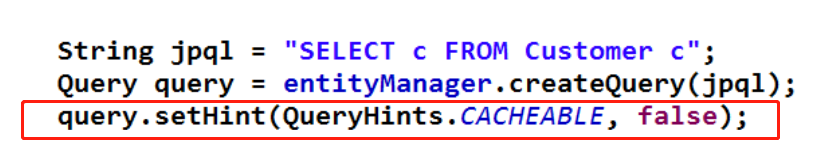 String jpql = "SELECT c FROM Customer c";
Query query = entityManager.createQuery(jpql);
query.setHint(QueryHints.CACHEABLE, false);